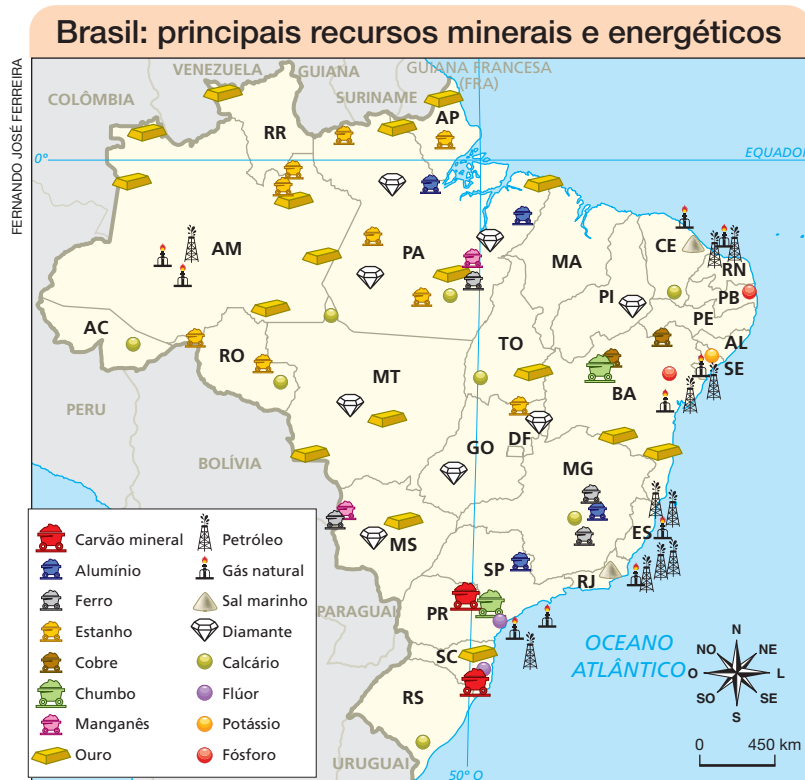 Brasil: principais recursos minerais e energéticos
FERNANDO JOSÉ FERREIRA
VENEZUELA
GUIANA
GUIANA FRANCESA
(FRA)
COLÔMBIA
SURINAME
AP
RR
0°
EQUADOR
AM
PA
MA
CE
RN
PB
PI
PE
AC
AL
TO
SE
RO
BA
MT
PERU
GO
DF
BOLÍVIA
MG
MS
ES
SP
RJ
PARAGUAI
PR
SC
OCEANO
ATLÂNTICO
RS
URUGUAI
50° O
Carvão mineral
Alumínio
Ferro
Estanho
Cobre
Chumbo
Manganês
Ouro
Petróleo
Gás natural
Sal marinho
Diamante
Calcário
Flúor
Potássio
Fósforo
N
NO
NE
O
L
SO
SE
S
0
450 km